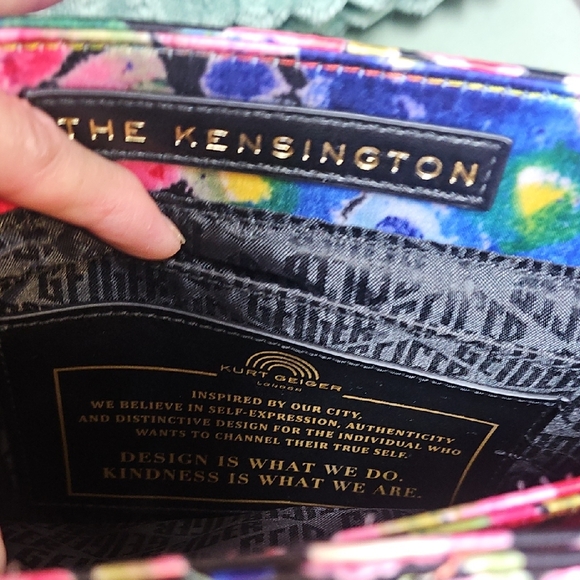 THE KENSINGTON
GEIGER
GEIGER
KURT GEIGER
LONDON
INSPIRED BY OUR CITY,
WE BELIEVE IN SELF-EXPRESSION, AUTHENTICITY
AND DISTINCTIVE DESIGN FOR THE INDIVIDUAL WHO
WANTS TO CHANNEL THEIR TRUE SELF.
DESIGN IS WHAT WE DO.
KINDNESS IS WHAT WE ARE.